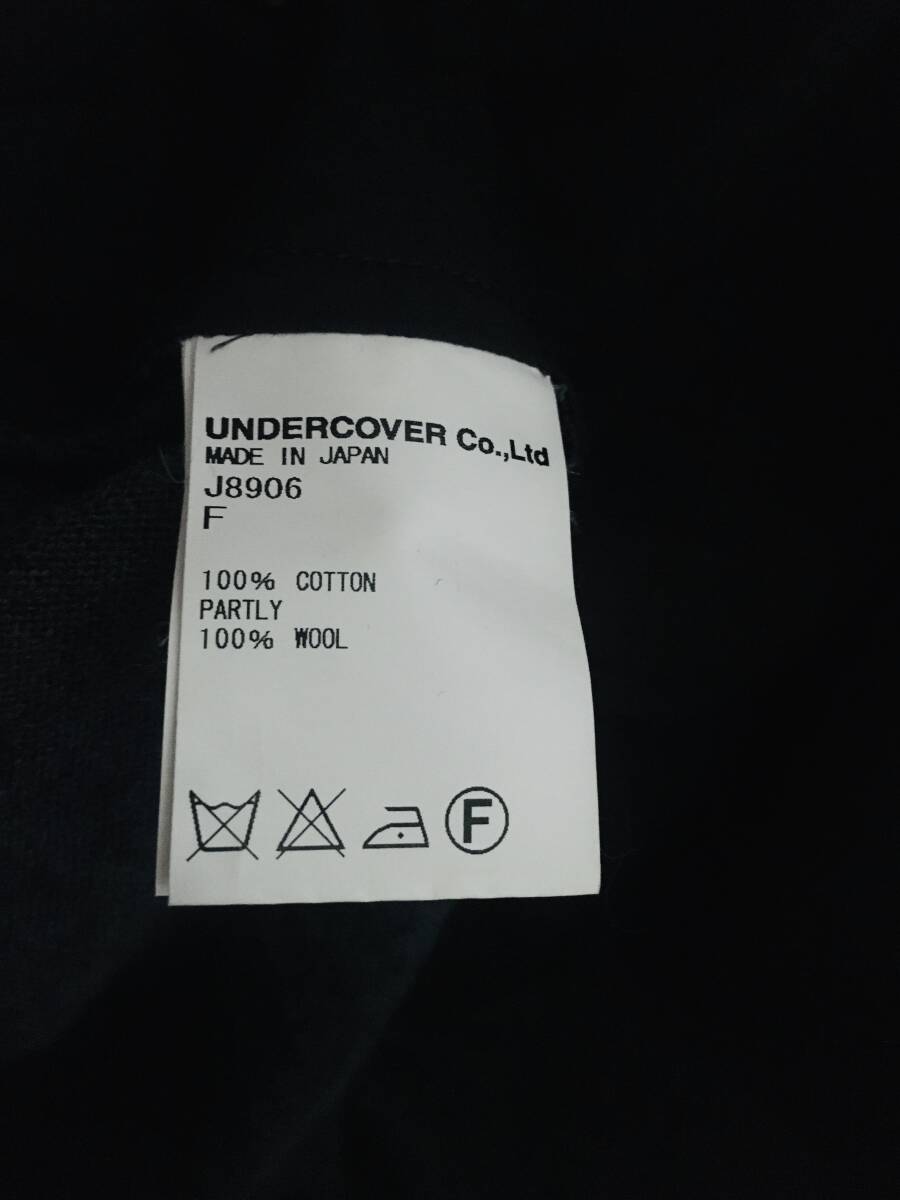 UNDERCOVER Co.,Ltd
MADE IN JAPAN
J8906
F
100% COTTON
PARTLY
100% WOOL
F